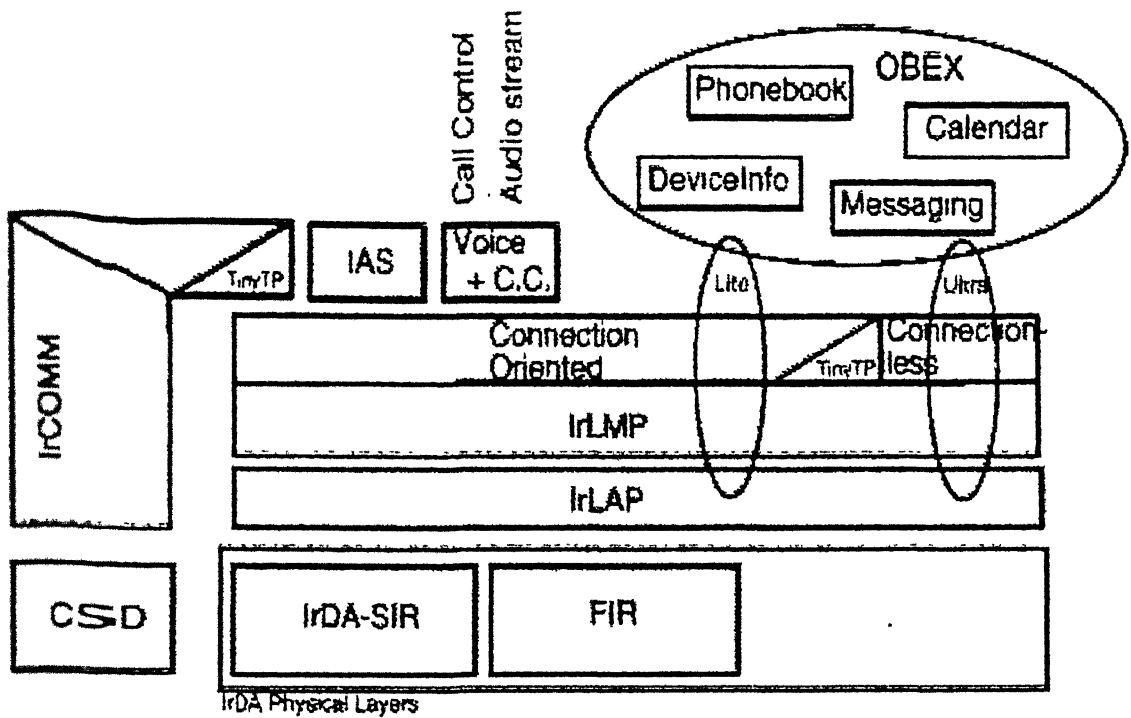 Call Control
Audio stream
OBEX
Phonebook
Calendar
DeviceInfo
Messaging
TinyTP
IAS
Voice
+ C.C.
Lite
Ultra
IrCOMM
Connection
Oriented
TinyTP
Connection-
less
IrLMP
IrLAP
CSD
IrDA-SIR
FIR
IrDA Physical Layers